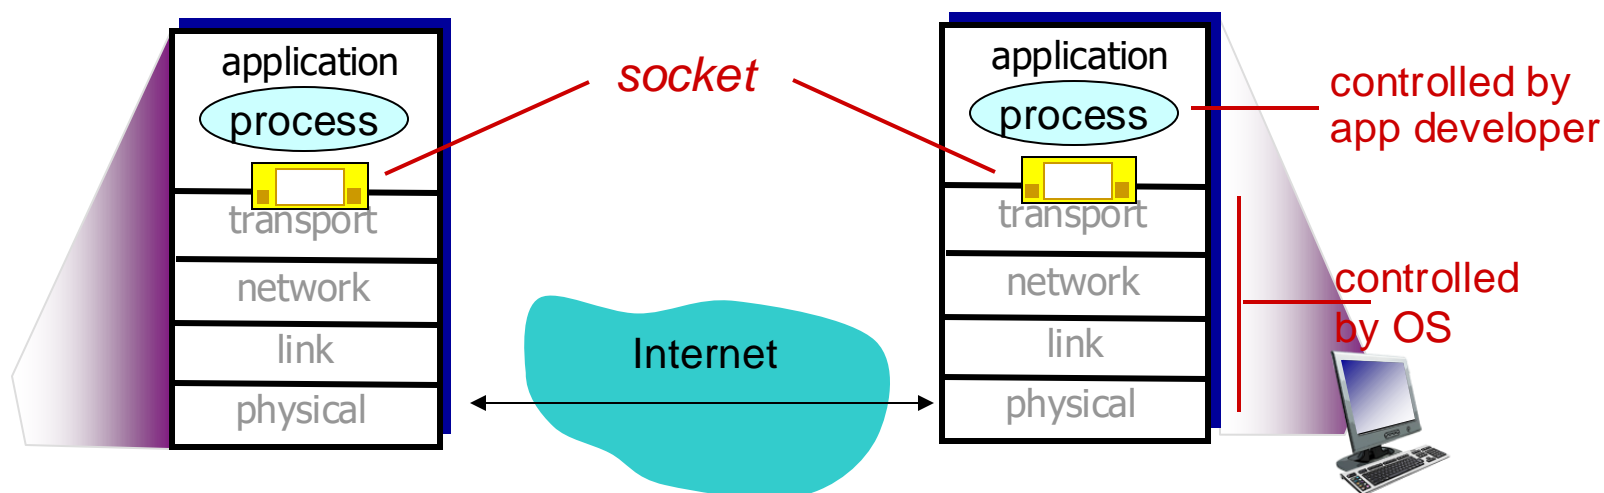 application
process
transport
network
link
physical
socket
Internet
application
process
transport
network
link
physical
controlled by
app developer
controlled
by OS